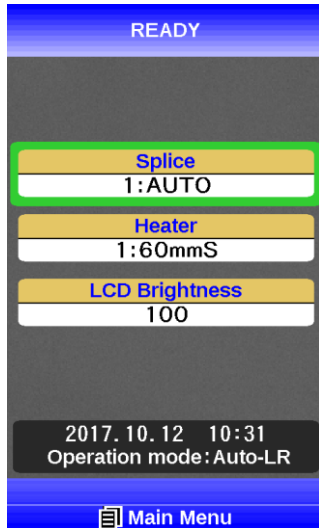 READY
Splice
1:AUTO
Heater
1:60mmS
LCD Brightness
100
2017.10.12 10:31
Operation mode:Auto-LR
Main Menu